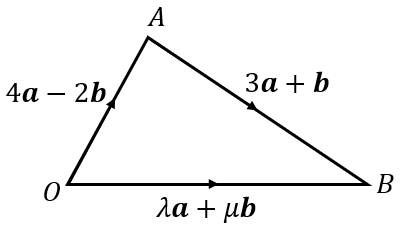 A
4a − 2b
3a + b
O
B
λa + μb